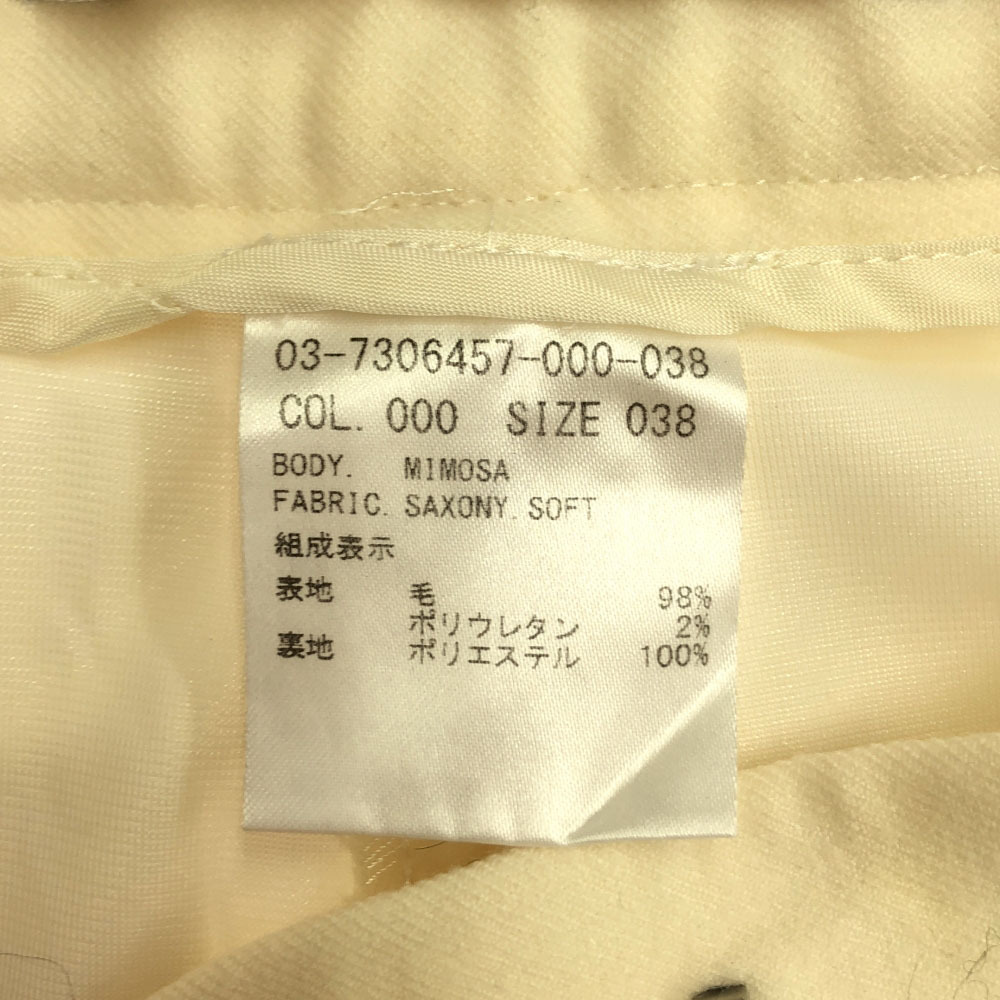 03-7306457-000-038
COL. 000 SIZE 038
BODY. MIMOSA
FABRIC. SAXONY. SOFT
組成表示
表地 毛 98%
ポリウレタン 2%
裏地 ポリエステル 100%